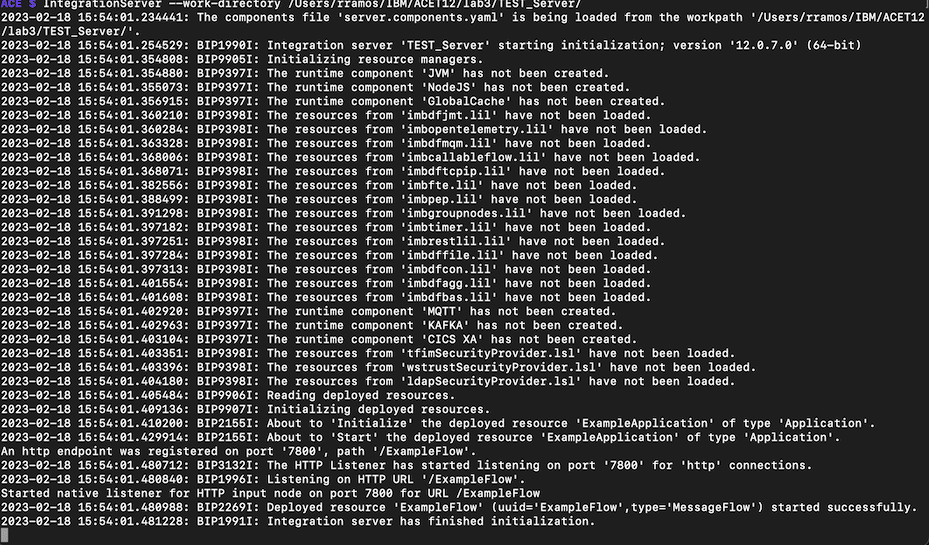 ACE $ IntegrationServer --work-directory /Users/rramos/IBM/ACET12/lab3/TEST_Server/
2023-02-18 15:54:01.234441: The components file 'server.components.yaml' is being loaded from the workpath '/Users/rramos/IBM/ACET12
/lab3/TEST_Server/'.
2023-02-18 15:54:01.254529: BIP1990I: Integration server 'TEST_Server' starting initialization; version '12.0.7.0' (64-bit)
2023-02-18 15:54:01.354808: BIP9905I: Initializing resource managers.
2023-02-18 15:54:01.354880: BIP9397I: The runtime component 'JVM' has not been created.
2023-02-18 15:54:01.355073: BIP9397I: The runtime component 'NodeJS' has not been created.
2023-02-18 15:54:01.356915: BIP9397I: The runtime component 'GlobalCache' has not been created.
2023-02-18 15:54:01.360210: BIP9398I: The resources from 'imbdfjmt.lil' have not been loaded.
2023-02-18 15:54:01.360284: BIP9398I: The resources from 'imbopentelemetry.lil' have not been loaded.
2023-02-18 15:54:01.363328: BIP9398I: The resources from 'imbdfmqm.lil' have not been loaded.
2023-02-18 15:54:01.368006: BIP9398I: The resources from 'imbcallableflow.lil' have not been loaded.
2023-02-18 15:54:01.368071: BIP9398I: The resources from 'imbdftcpip.lil' have not been loaded.
2023-02-18 15:54:01.382556: BIP9398I: The resources from 'imbfte.lil' have not been loaded.
2023-02-18 15:54:01.388499: BIP9398I: The resources from 'imbpep.lil' have not been loaded.
2023-02-18 15:54:01.391298: BIP9398I: The resources from 'imbgroupnodes.lil' have not been loaded.
2023-02-18 15:54:01.397182: BIP9398I: The resources from 'imbtimer.lil' have not been loaded.
2023-02-18 15:54:01.397251: BIP9398I: The resources from 'imbrestlil.lil' have not been loaded.
2023-02-18 15:54:01.397284: BIP9398I: The resources from 'imbdffile.lil' have not been loaded.
2023-02-18 15:54:01.397313: BIP9398I: The resources from 'imbdfcon.lil' have not been loaded.
2023-02-18 15:54:01.401554: BIP9398I: The resources from 'imbdfagg.lil' have not been loaded.
2023-02-18 15:54:01.401608: BIP9398I: The resources from 'imbdfbas.lil' have not been loaded.
2023-02-18 15:54:01.402920: BIP9397I: The runtime component 'MQTT' has not been created.
2023-02-18 15:54:01.402963: BIP9397I: The runtime component 'KAFKA' has not been created.
2023-02-18 15:54:01.403104: BIP9397I: The runtime component 'CICS XA' has not been created.
2023-02-18 15:54:01.403351: BIP9398I: The resources from 'tfimSecurityProvider.lsl' have not been loaded.
2023-02-18 15:54:01.403396: BIP9398I: The resources from 'wstrustSecurityProvider.lsl' have not been loaded.
2023-02-18 15:54:01.404180: BIP9398I: The resources from 'ldapSecurityProvider.lsl' have not been loaded.
2023-02-18 15:54:01.405484: BIP9906I: Reading deployed resources.
2023-02-18 15:54:01.409136: BIP9907I: Initializing deployed resources.
2023-02-18 15:54:01.410200: BIP2155I: About to 'Initialize' the deployed resource 'ExampleApplication' of type 'Application'.
2023-02-18 15:54:01.429914: BIP2155I: About to 'Start' the deployed resource 'ExampleApplication' of type 'Application'.
An http endpoint was registered on port '7800', path '/ExampleFlow'.
2023-02-18 15:54:01.480712: BIP3132I: The HTTP Listener has started listening on port '7800' for 'http' connections.
2023-02-18 15:54:01.480840: BIP1996I: Listening on HTTP URL '/ExampleFlow'.
Started native listener for HTTP input node on port 7800 for URL /ExampleFlow
2023-02-18 15:54:01.480988: BIP2269I: Deployed resource 'ExampleFlow' (uuid='ExampleFlow',type='MessageFlow') started successfully.
2023-02-18 15:54:01.481228: BIP1991I: Integration server has finished initialization.